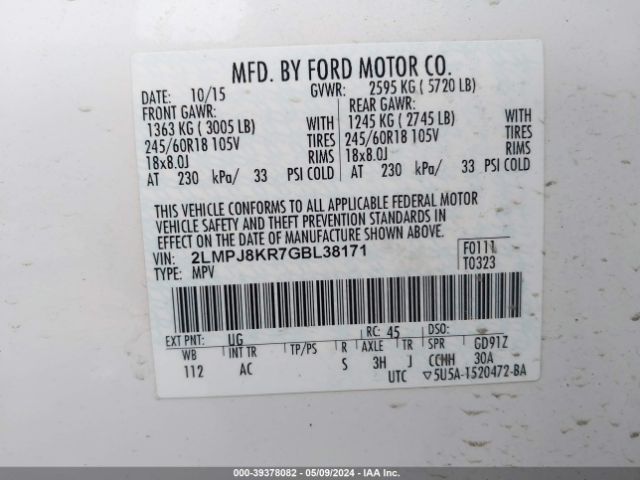 MFD. BY FORD MOTOR CO.
DATE: 10/15 GVWR: 2595 KG ( 5720 LB)
FRONT GAWR: REAR GAWR:
1363 KG ( 3005 LB) WITH 1245 KG ( 2745 LB) WITH
245/60R18 105V TIRES 245/60R18 105V TIRES
18x8.0J RIMS 18x8.0J RIMS
AT 230 kPa/ 33 PSI COLD AT 230 kPa/ 33 PSI COLD
THIS VEHICLE CONFORMS TO ALL APPLICABLE FEDERAL MOTOR
VEHICLE SAFETY AND THEFT PREVENTION STANDARDS IN
EFFECT ON THE DATE OF MANUFACTURE SHOWN ABOVE.
VIN: 2LMPJ8KR7GBL38171 F0111
TYPE: MPV T0323
EXT PNT: UG RC: 45 DSO:
WB INT TR TP/PS R AXLE TR SPR GD91Z
112 AC S 3H J CCHH 30A
UTC ▽5U5A-1520472-BA
000-39378082 - 05/09/2024 - IAAI.com